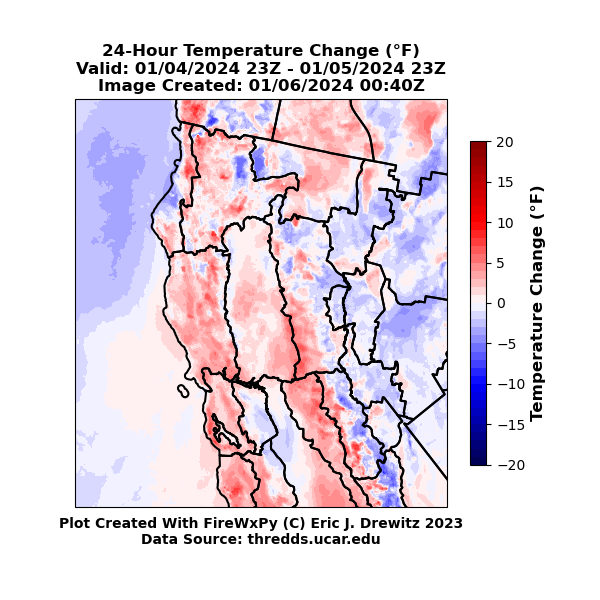 24-Hour Temperature Change (°F)
Valid: 01/04/2024 23Z - 01/05/2024 23Z
Image Created: 01/06/2024 00:40Z
20
15
10
5
0
−5
−10
−15
−20
Temperature Change (°F)
Plot Created With FireWxPy (C) Eric J. Drewitz 2023
Data Source: thredds.ucar.edu